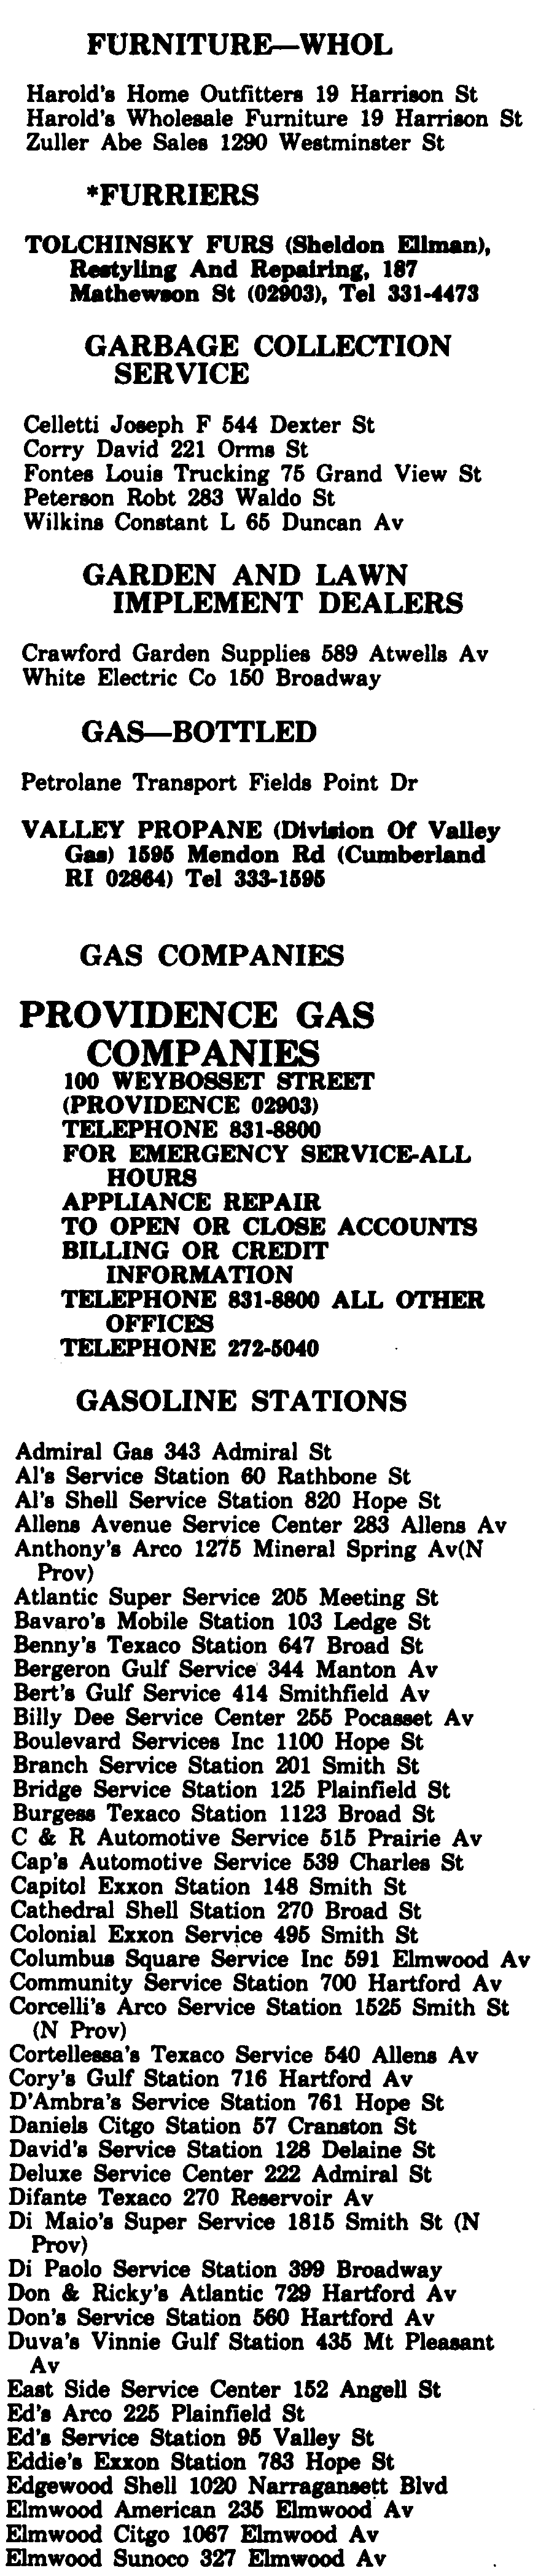 FURNITURE—WHOL
Harold's Home Outfitters 19 Harrison St
Harold's Wholesale Furniture 19 Harrison St
Zuller Abe Sales 1290 Westminster St
*FURRIERS
TOLCHINSKY FURS (Sheldon Ellman),
Restyling And Repairing, 187
Mathewson St (02903), Tel 331-4473
GARBAGE COLLECTION
SERVICE
Celletti Joseph F 544 Dexter St
Corry David 221 Orms St
Fontes Louis Trucking 75 Grand View St
Peterson Robt 283 Waldo St
Wilkins Constant L 65 Duncan Av
GARDEN AND LAWN
IMPLEMENT DEALERS
Crawford Garden Supplies 589 Atwells Av
White Electric Co 150 Broadway
GAS—BOTTLED
Petrolane Transport Fields Point Dr
VALLEY PROPANE (Division Of Valley
Gas) 1595 Mendon Rd (Cumberland
RI 02864) Tel 333-1595
GAS COMPANIES
PROVIDENCE GAS
COMPANIES
100 WEYBOSSET STREET
(PROVIDENCE 02903)
TELEPHONE 831-8800
FOR EMERGENCY SERVICE-ALL
HOURS
APPLIANCE REPAIR
TO OPEN OR CLOSE ACCOUNTS
BILLING OR CREDIT
INFORMATION
TELEPHONE 831-8800 ALL OTHER
OFFICES
TELEPHONE 272-5040
GASOLINE STATIONS
Admiral Gas 343 Admiral St
Al's Service Station 60 Rathbone St
Al's Shell Service Station 820 Hope St
Allens Avenue Service Center 283 Allens Av
Anthony's Arco 1275 Mineral Spring Av(N
Prov)
Atlantic Super Service 205 Meeting St
Bavaro's Mobile Station 103 Ledge St
Benny's Texaco Station 647 Broad St
Bergeron Gulf Service 344 Manton Av
Bert's Gulf Service 414 Smithfield Av
Billy Dee Service Center 255 Pocasset Av
Boulevard Services Inc 1100 Hope St
Branch Service Station 201 Smith St
Bridge Service Station 125 Plainfield St
Burgess Texaco Station 1123 Broad St
C & R Automotive Service 515 Prairie Av
Cap's Automotive Service 539 Charles St
Capitol Exxon Station 148 Smith St
Cathedral Shell Station 270 Broad St
Colonial Exxon Service 495 Smith St
Columbus Square Service Inc 591 Elmwood Av
Community Service Station 700 Hartford Av
Corcelli's Arco Service Station 1525 Smith St
(N Prov)
Cortellessa's Texaco Service 540 Allens Av
Cory's Gulf Station 716 Hartford Av
D'Ambra's Service Station 761 Hope St
Daniels Citgo Station 57 Cranston St
David's Service Station 128 Delaine St
Deluxe Service Center 222 Admiral St
Difante Texaco 270 Reservoir Av
Di Maio's Super Service 1815 Smith St (N
Prov)
Di Paolo Service Station 399 Broadway
Don & Ricky's Atlantic 729 Hartford Av
Don's Service Station 560 Hartford Av
Duva's Vinnie Gulf Station 435 Mt Pleasant
Av
East Side Service Center 152 Angell St
Ed's Arco 225 Plainfield St
Ed's Service Station 95 Valley St
Eddie's Exxon Station 783 Hope St
Edgewood Shell 1020 Narragansett Blvd
Elmwood American 235 Elmwood Av
Elmwood Citgo 1067 Elmwood Av
Elmwood Sunoco 327 Elmwood Av